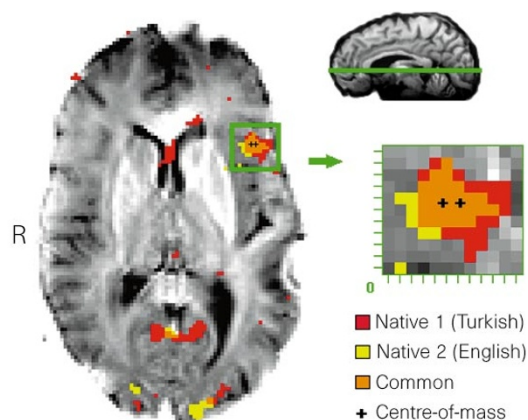 R
0
Native 1 (Turkish)
Native 2 (English)
Common
Centre-of-mass